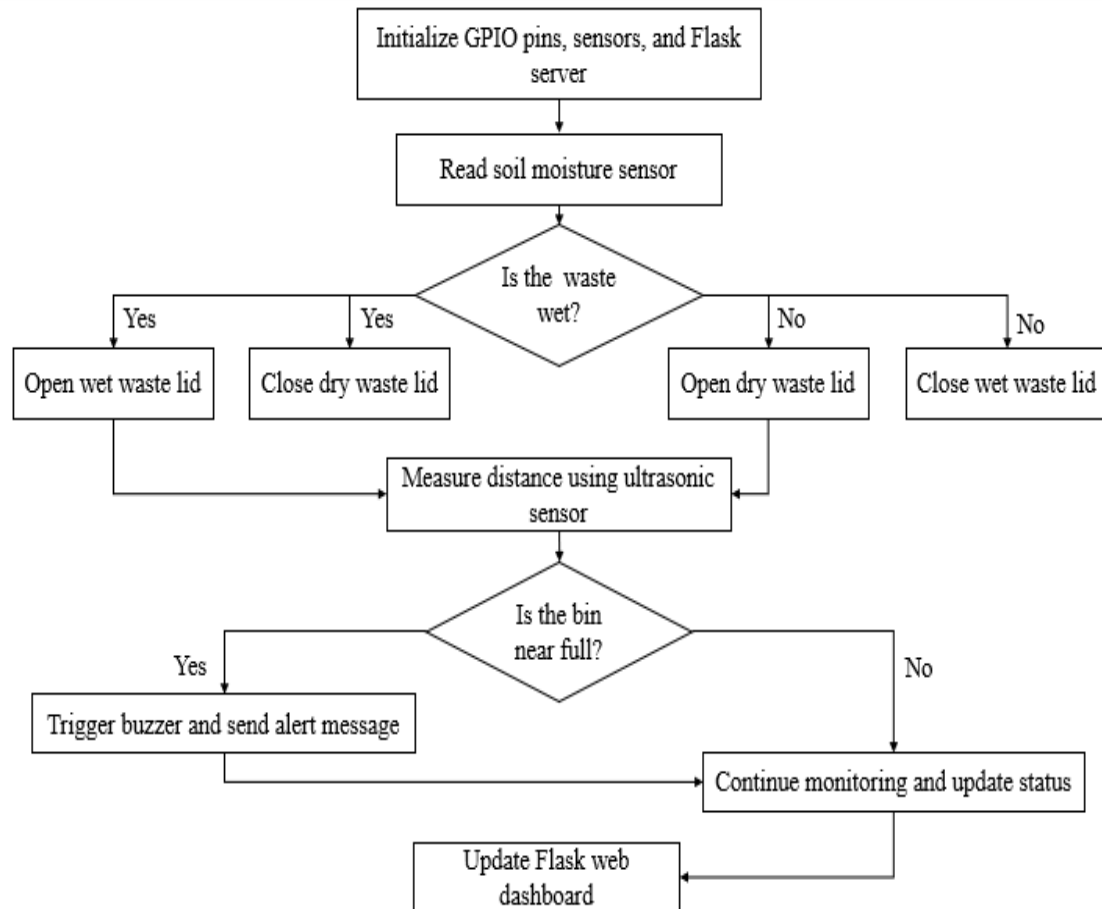 Initialize GPIO pins, sensors, and Flask
server
Read soil moisture sensor
Is the waste
wet?
Yes
Yes
No
No
Open wet waste lid
Close dry waste lid
Open dry waste lid
Close wet waste lid
Measure distance using ultrasonic
sensor
Is the bin
near full?
Yes
No
Trigger buzzer and send alert message
Continue monitoring and update status
Update Flask web
dashboard